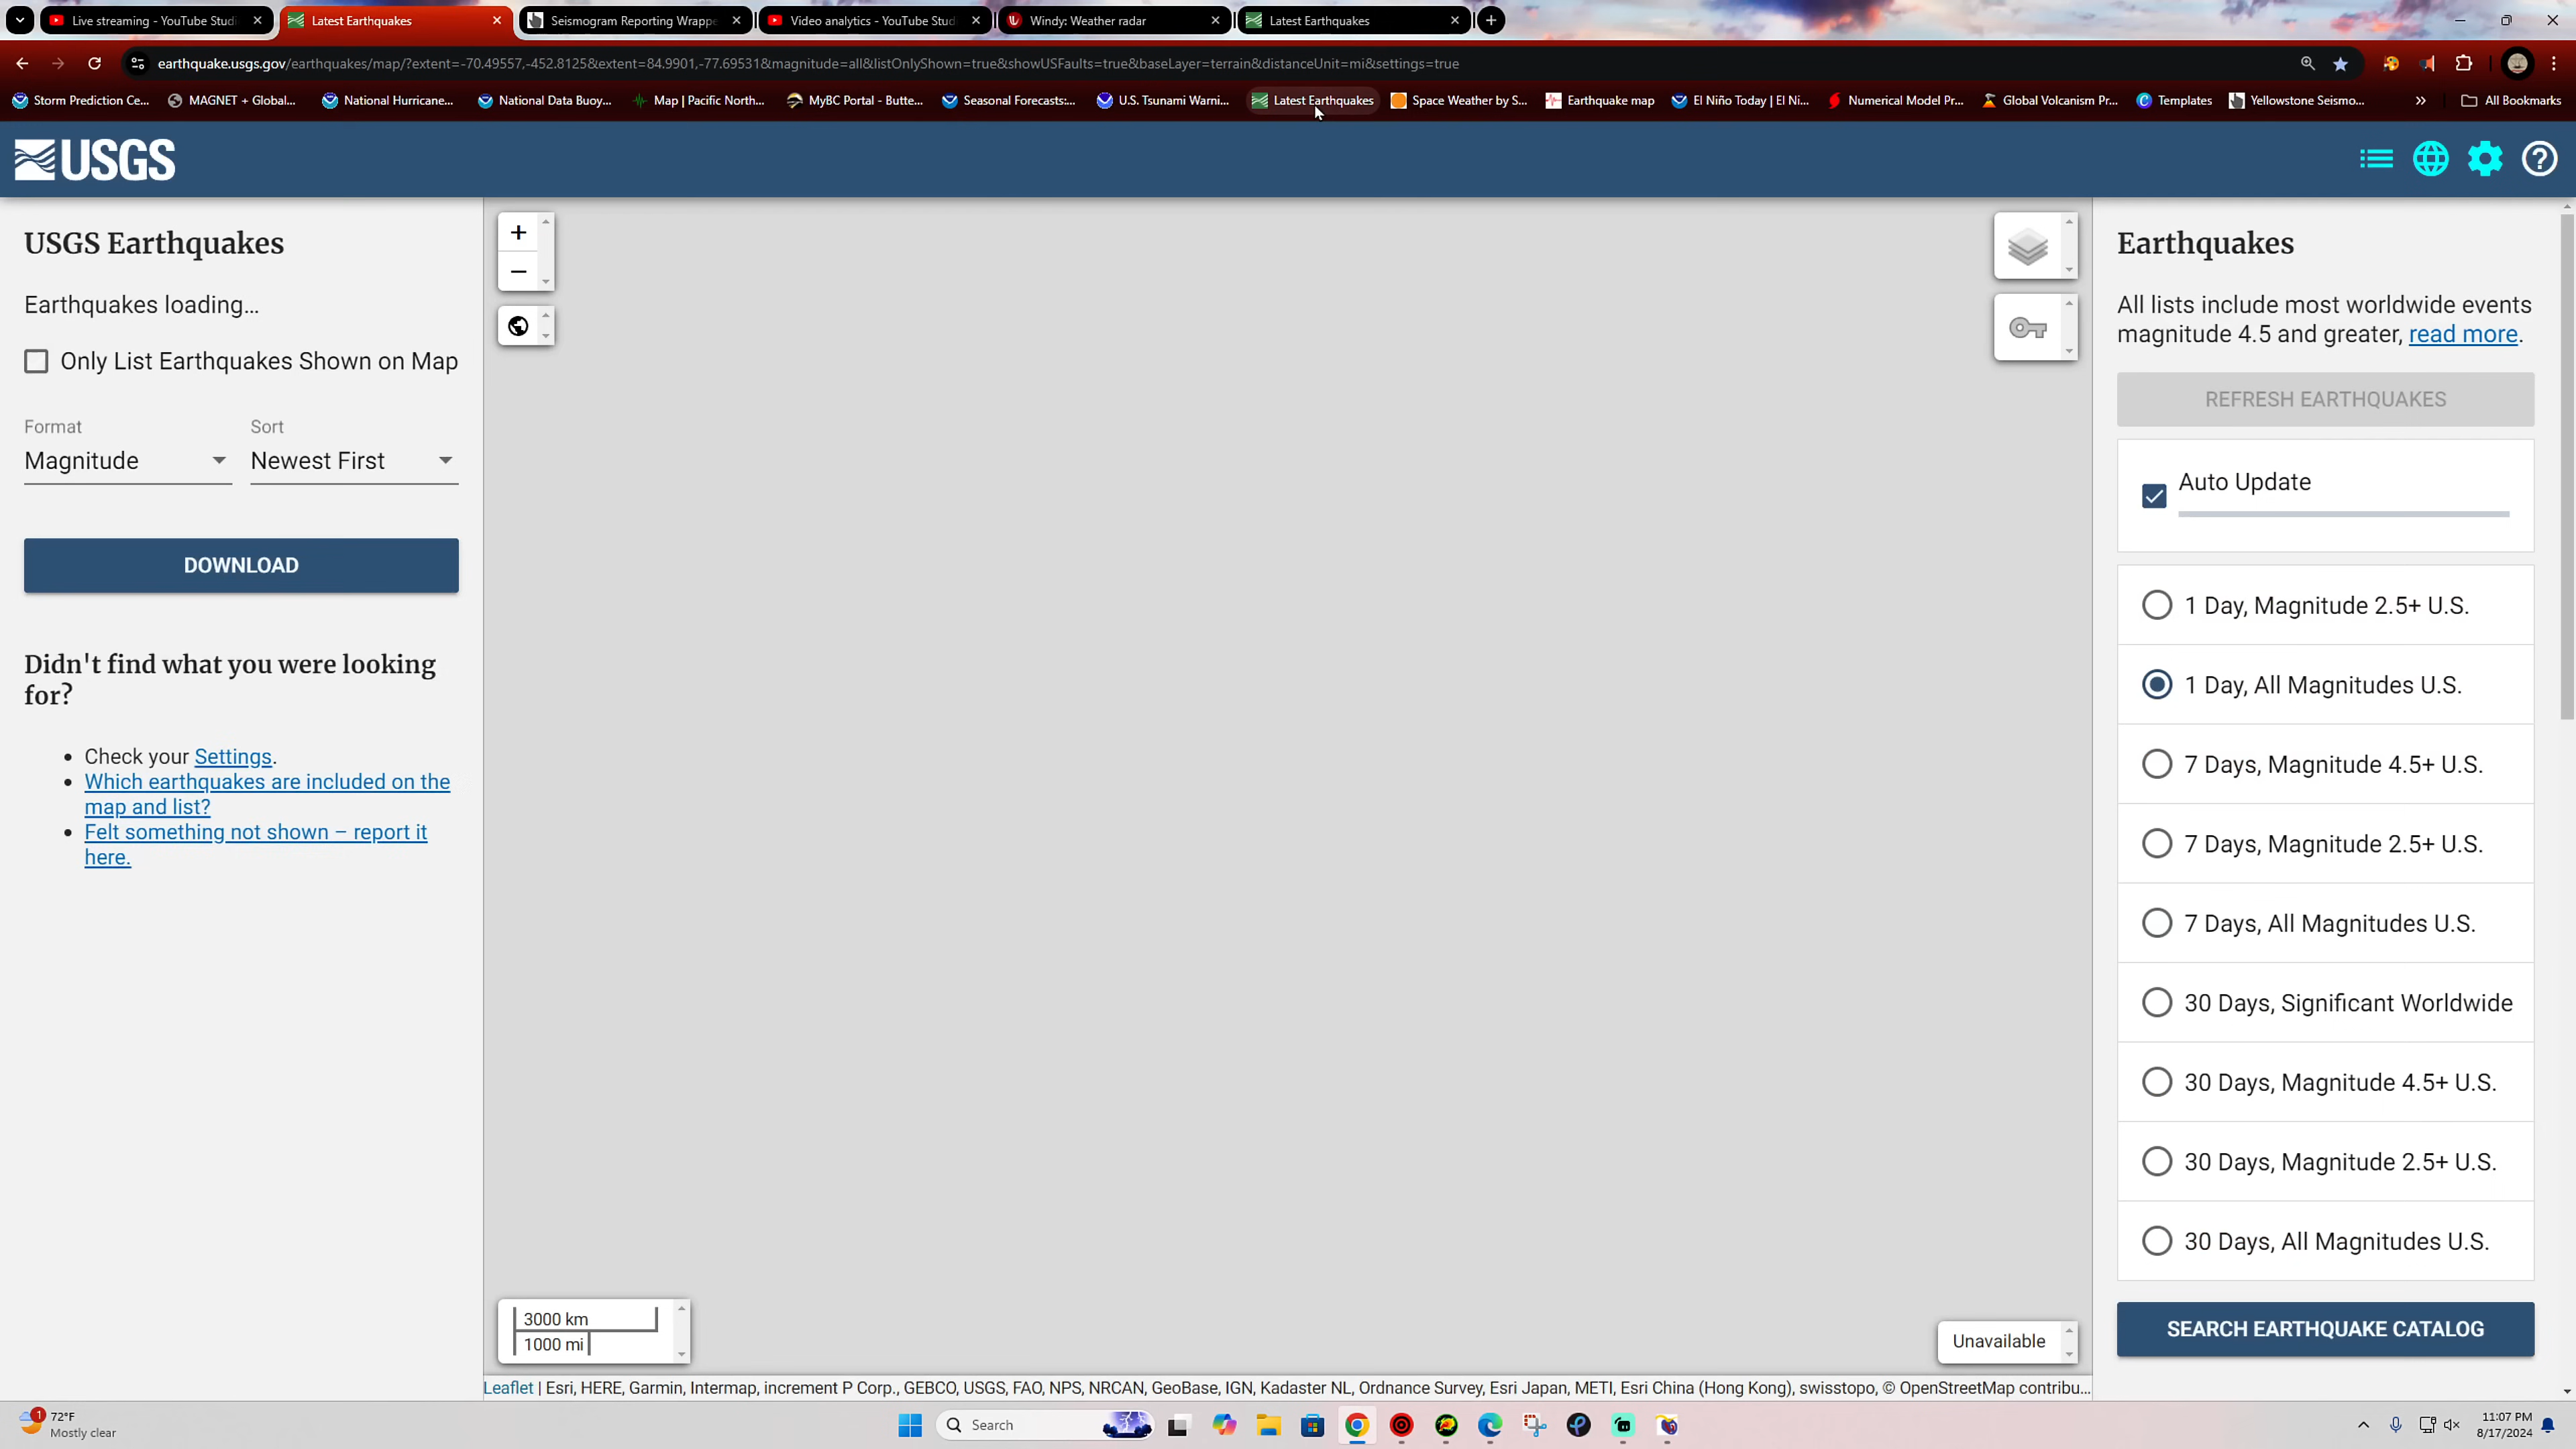 Live streaming - YouTube Studi
Latest Earthquakes
Seismogram Reporting Wrappe
Video analytics - YouTube Studi
Windy: Weather radar
Latest Earthquakes
earthquake.usgs.gov/earthquakes/map/?extent=-70.49557,-452.8125&extent=84.9901,-77.69531&magnitude=all&listOnlyShown=true&showUSFaults=true&baseLayer=terrain&distanceUnit=mi&settings=true
Storm Prediction Ce...
MAGNET + Global...
National Hurricane...
National Data Buoy...
Map | Pacific North...
MyBC Portal - Butte...
Seasonal Forecasts:...
U.S. Tsunami Warni...
Latest Earthquakes
Space Weather by S...
Earthquake map
El Niño Today | El Ni...
Numerical Model Pr...
Global Volcanism Pr...
Templates
Yellowstone Seismo...
All Bookmarks
USGS
USGS Earthquakes
Earthquakes loading...
Only List Earthquakes Shown on Map
Format
Sort
Magnitude
Newest First
DOWNLOAD
Didn't find what you were looking
for?
Check your Settings.
Which earthquakes are included on the
map and list?
Felt something not shown – report it
here.
+
−
3000 km
1000 mi
Unavailable
Leaflet | Esri, HERE, Garmin, Intermap, increment P Corp., GEBCO, USGS, FAO, NPS, NRCAN, GeoBase, IGN, Kadaster NL, Ordnance Survey, Esri Japan, METI, Esri China (Hong Kong), swisstopo, © OpenStreetMap contribu...
Earthquakes
All lists include most worldwide events
magnitude 4.5 and greater, read more.
REFRESH EARTHQUAKES
Auto Update
1 Day, Magnitude 2.5+ U.S.
1 Day, All Magnitudes U.S.
7 Days, Magnitude 4.5+ U.S.
7 Days, Magnitude 2.5+ U.S.
7 Days, All Magnitudes U.S.
30 Days, Significant Worldwide
30 Days, Magnitude 4.5+ U.S.
30 Days, Magnitude 2.5+ U.S.
30 Days, All Magnitudes U.S.
SEARCH EARTHQUAKE CATALOG
1
72°F
Mostly clear
Search
11:07 PM
8/17/2024